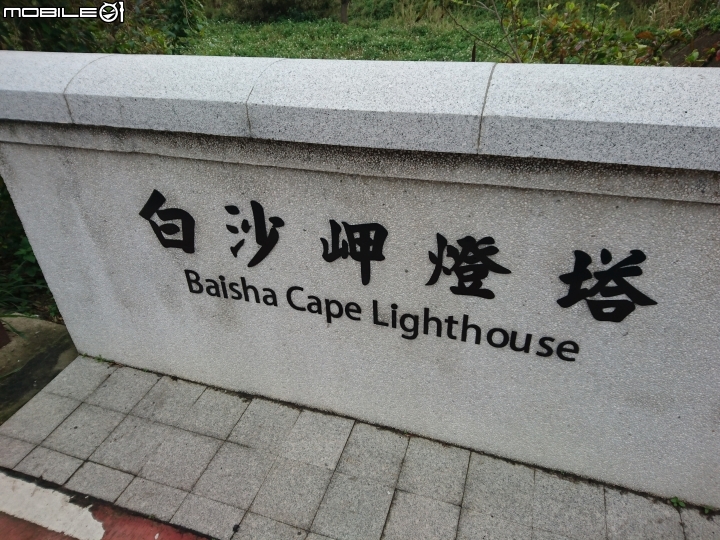 MOBILE01
白沙岬燈塔
Baisha Cape Lighthouse